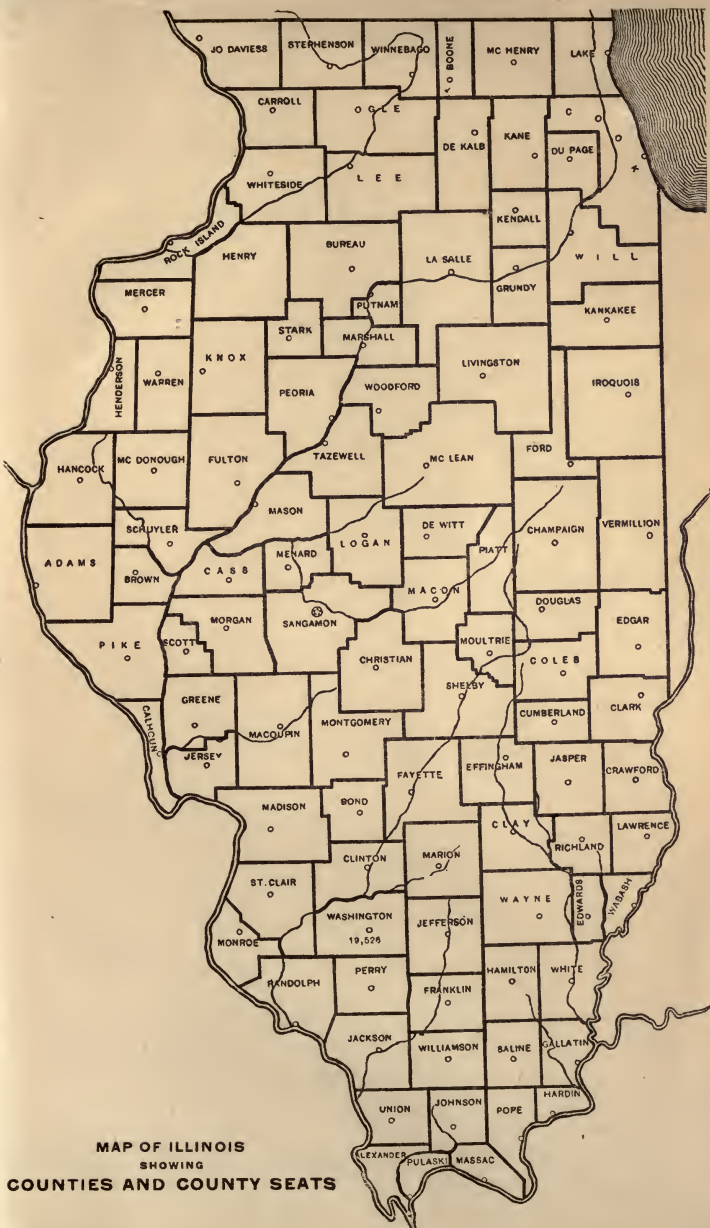 JO DAVIESS
STEPHENSON
WINNEBAGO
BOONE
MC HENRY
LAKE
CARROLL
OGLE
DE KALB
KANE
C
DU PAGE
K
WHITESIDE
LEE
KENDALL
ROCK ISLAND
HENRY
BUREAU
LA SALLE
WILL
GRUNDY
MERCER
PUTNAM
KANKAKEE
STARK
MARSHALL
HENDERSON
WARREN
KNOX
PEORIA
WOODFORD
LIVINGSTON
IROQUOIS
HANCOCK
MC DONOUGH
FULTON
TAZEWELL
MC LEAN
FORD
MASON
SCHUYLER
LOGAN
DE WITT
PIATT
CHAMPAIGN
VERMILLION
ADAMS
BROWN
CASS
MENARD
MACON
DOUGLAS
EDGAR
PIKE
SCOTT
MORGAN
SANGAMON
CHRISTIAN
MOULTRIE
COLEB
SHELBY
CUMBERLAND
CLARK
CALHOUN
GREENE
MACOUPIN
MONTGOMERY
JERSEY
FAYETTE
EFFINGHAM
JASPER
CRAWFORD
MADISON
BOND
CLAY
RICHLAND
LAWRENCE
CLINTON
MARION
ST. CLAIR
WAYNE
EDWARDS
WABASH
WASHINGTON
19,526
JEFFERSON
MONROE
RANDOLPH
PERRY
HAMILTON
WHITE
FRANKLIN
JACKSON
WILLIAMSON
SALINE
GALLATIN
UNION
JOHNSON
POPE
HARDIN
ALEXANDER
PULASKI
MASSAC
MAP OF ILLINOIS
SHOWING
COUNTIES AND COUNTY SEATS